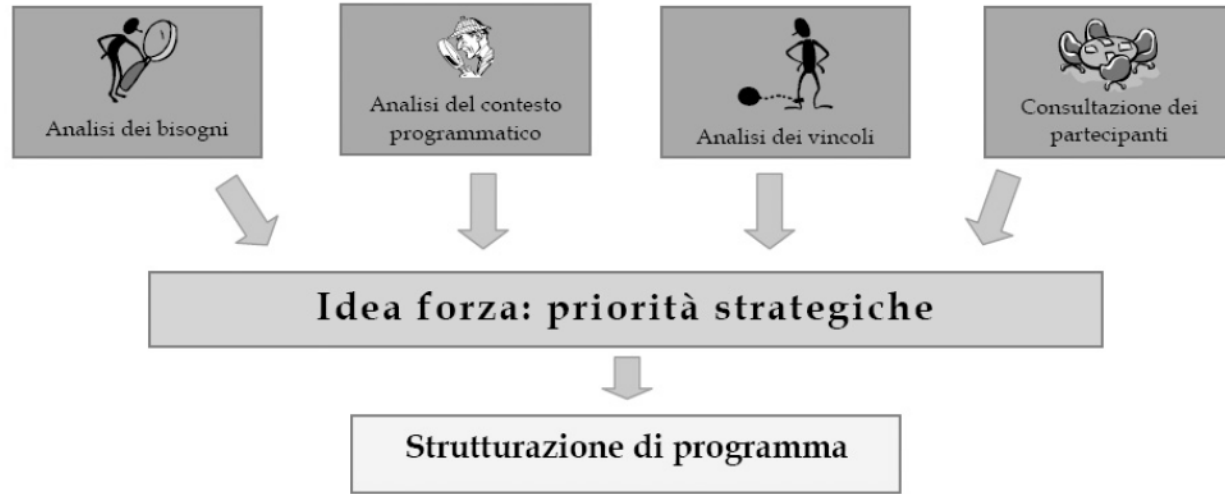 Analisi dei bisogni
Analisi del contesto
programmatico
Analisi dei vincoli
Consultazione dei
partecipanti
Idea forza: priorità strategiche
Strutturazione di programma